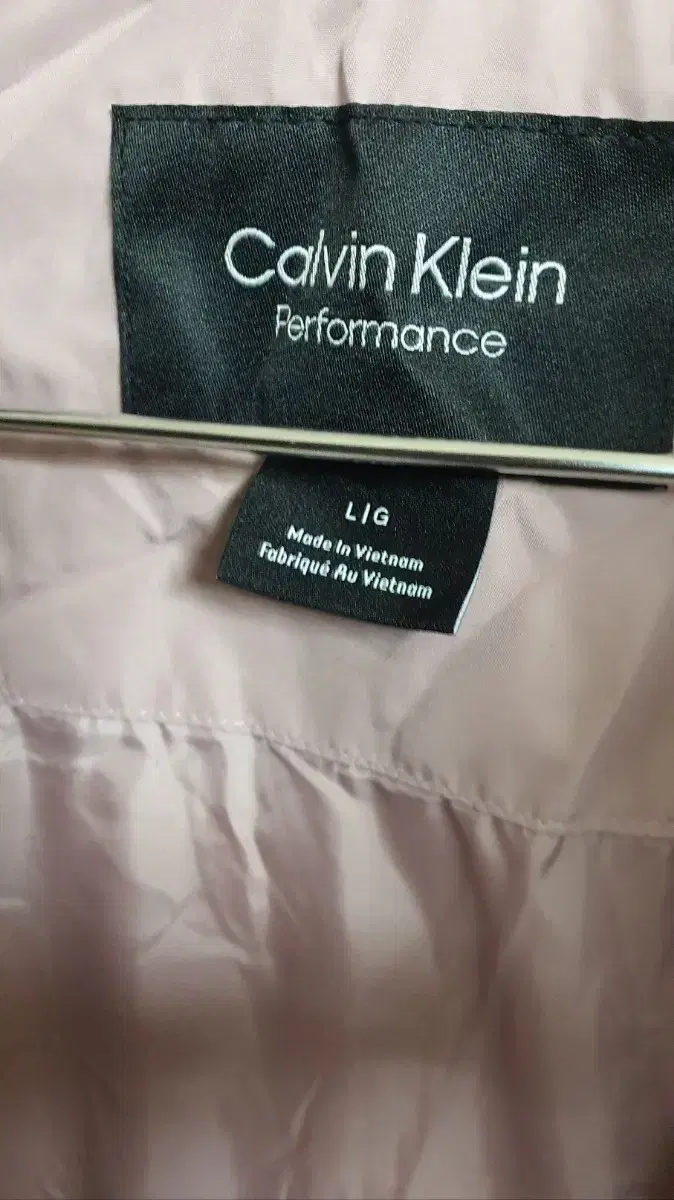 Calvin Klein
Performance
L/G
Made In Vietnam
Fabriqué Au Vietnam